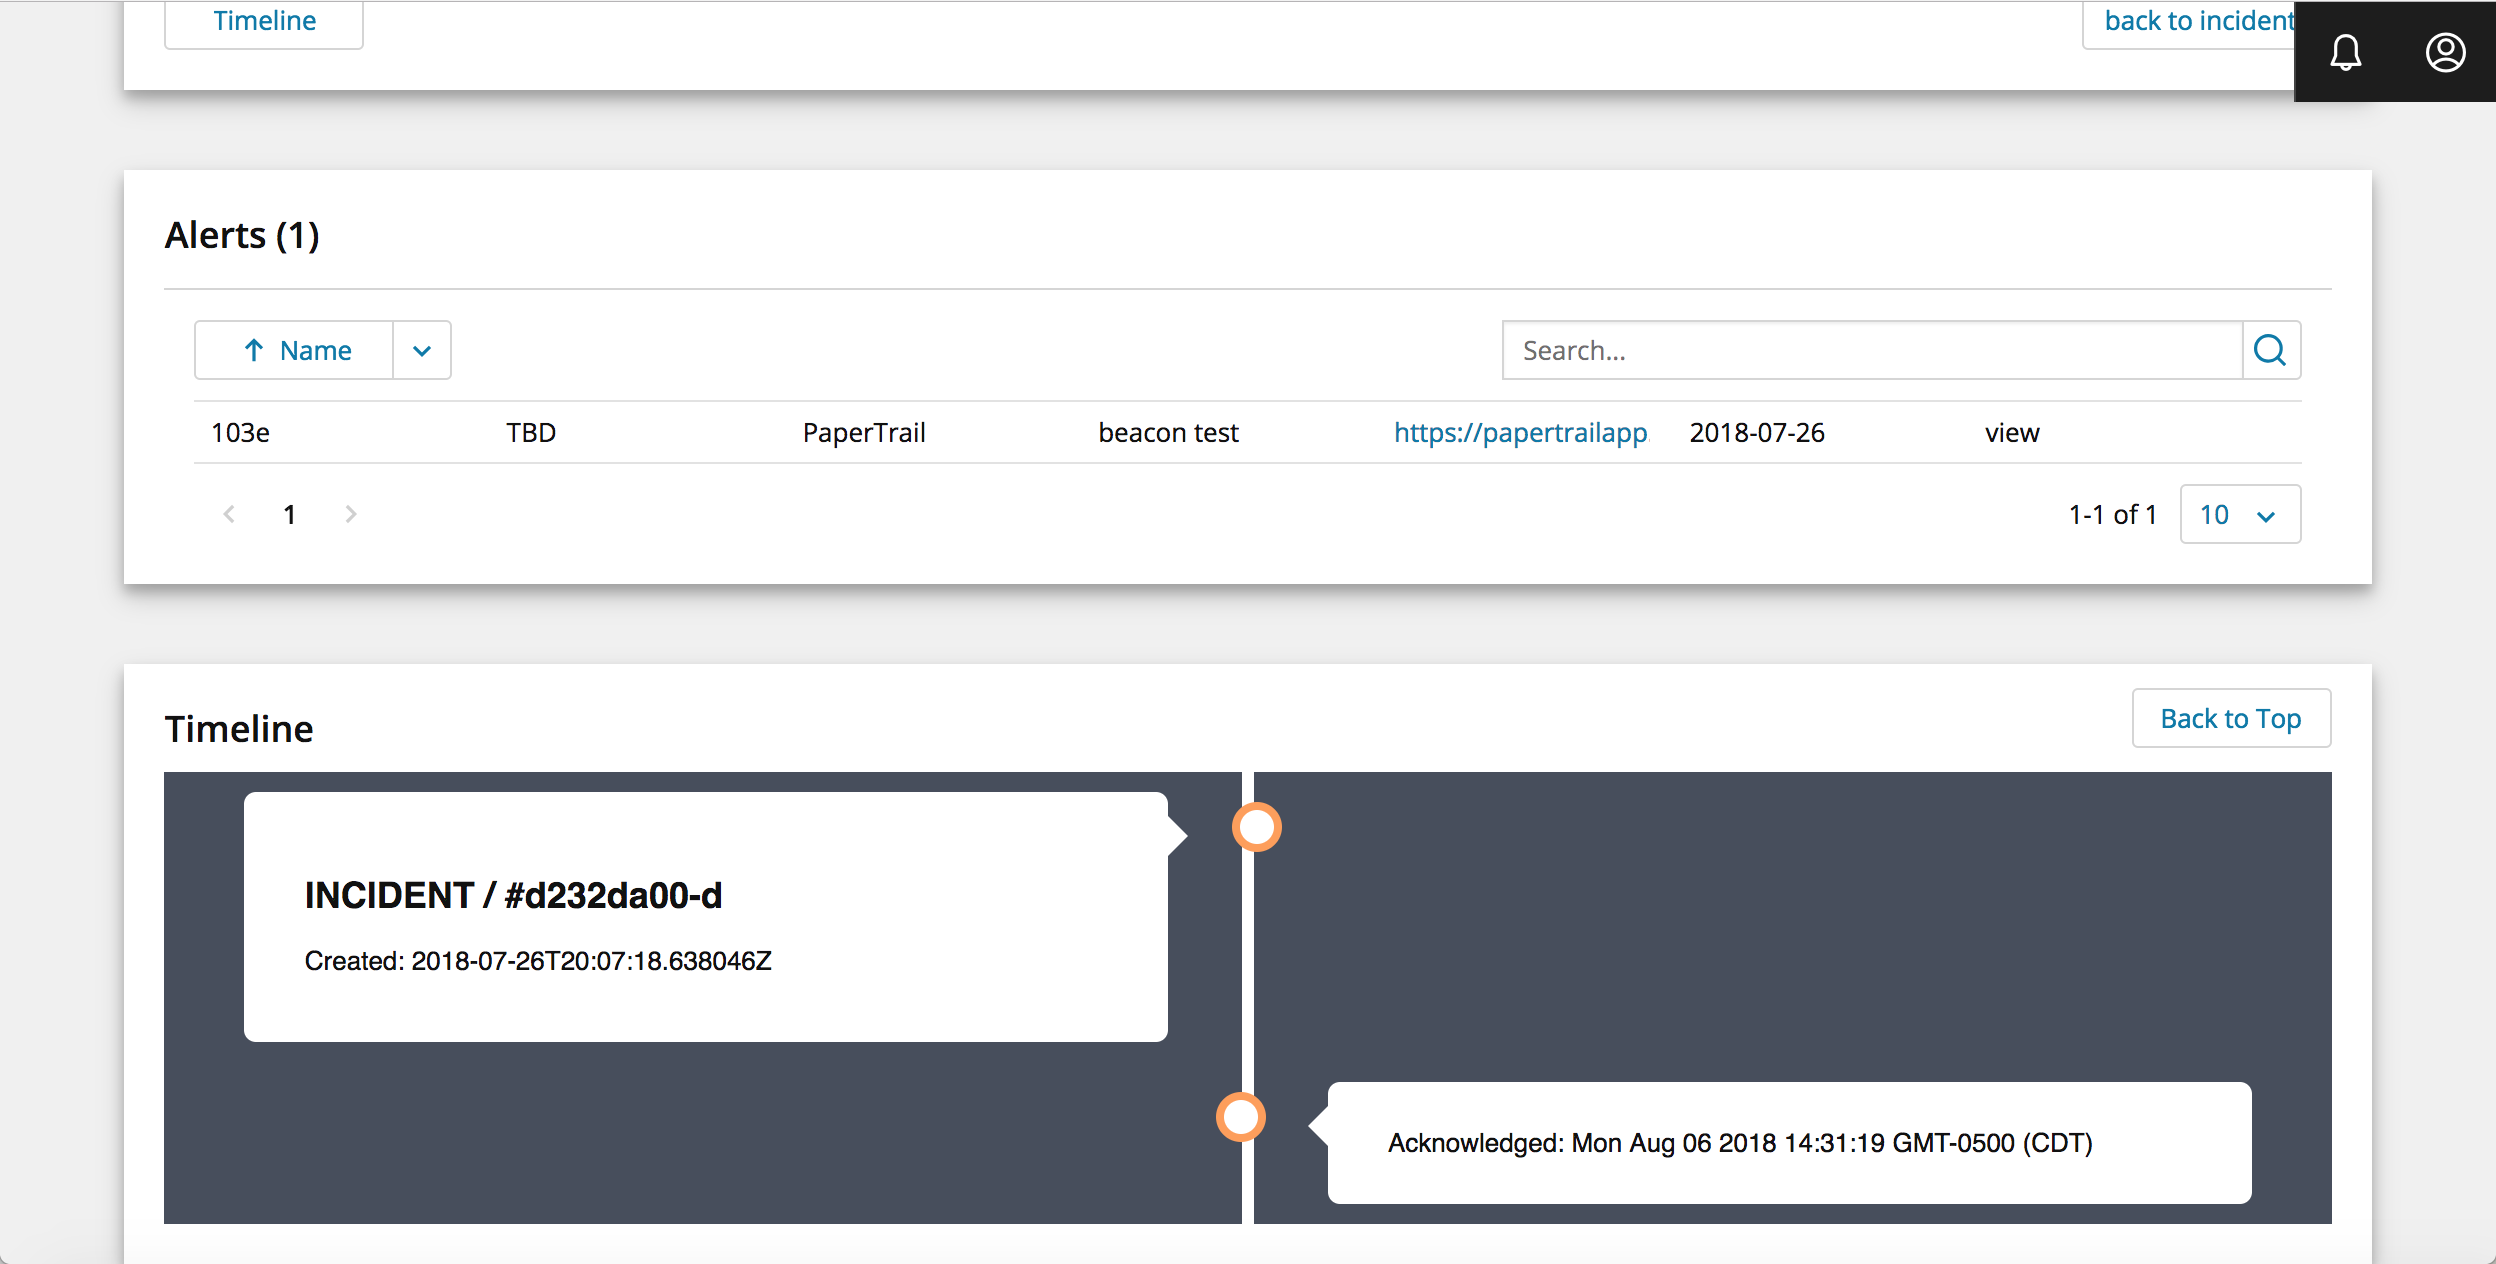 Timeline
back to incident
Alerts (1)
Name
Search...
103e TBD PaperTrail beacon test https://papertrailapp. 2018-07-26 view
1
1-1 of 1 10
Timeline
Back to Top
INCIDENT / #d232da00-d
Created: 2018-07-26T20:07:18.638046Z
Acknowledged: Mon Aug 06 2018 14:31:19 GMT-0500 (CDT)